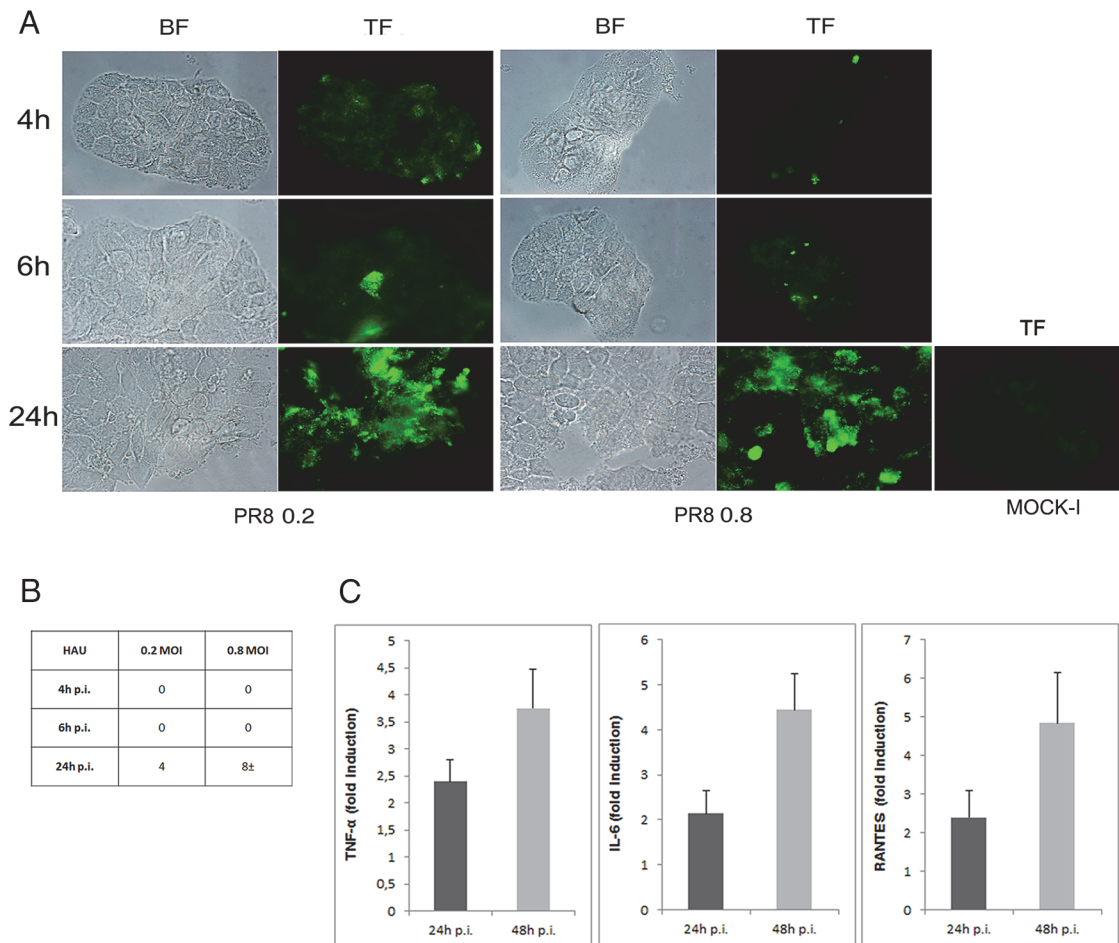 A
BF TF BF TF
4h
6h
TF
24h
PR8 0.2 PR8 0.8 MOCK-I
B
HAU 0.2 MOI 0.8 MOI
4h p.i. 0 0
6h p.i. 0 0
24h p.i. 4 8±
C
TNF-α (fold induction)
5
4,5
4
3,5
3
2,5
2
1,5
1
0,5
0
24h p.i. 48h p.i.
IL-6 (fold induction)
6
5
4
3
2
1
0
24h p.i. 48h p.i.
RANTES (fold induction)
7
6
5
4
3
2
1
0
24h p.i. 48h p.i.